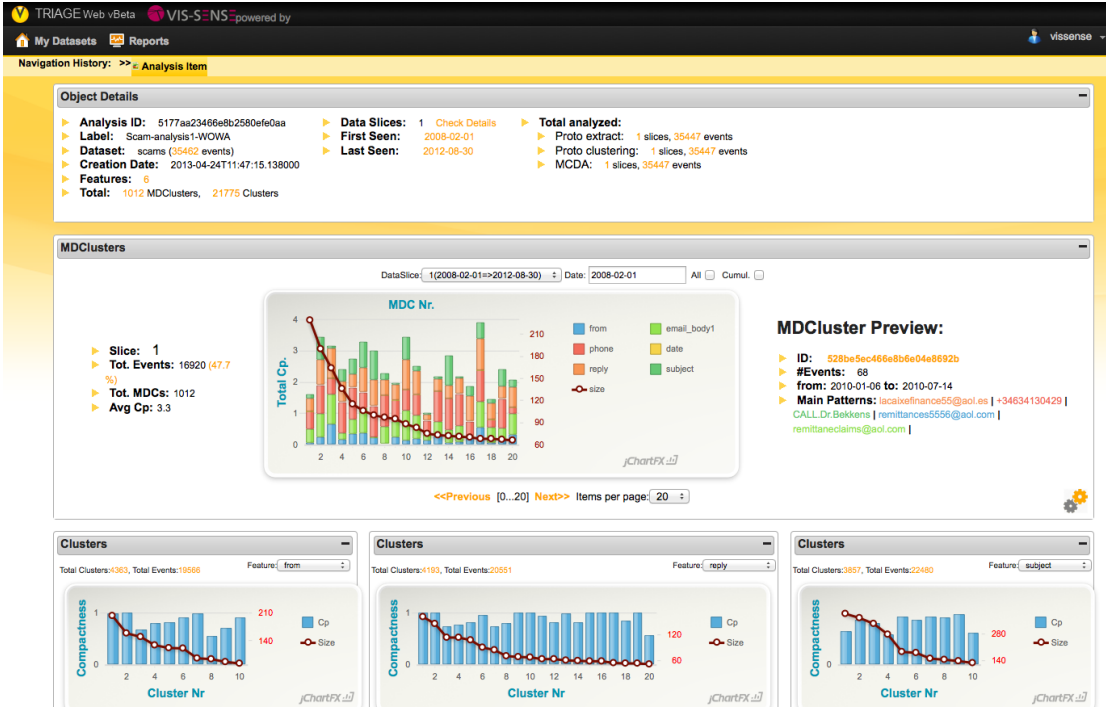 TRIAGE Web vBeta VIS-SENSE powered by
My Datasets Reports vissense
Navigation History: >> Analysis Item
Object Details
Analysis ID: 5177aa23466e8b2580efe0aa
Label: Scam-analysis1-WOWA
Dataset: scams (35462 events)
Creation Date: 2013-04-24T11:47:15.138000
Features: 6
Total: 1012 MDClusters, 21775 Clusters
Data Slices: 1 Check Details
First Seen: 2008-02-01
Last Seen: 2012-08-30
Total analyzed:
Proto extract: 1 slices, 35447 events
Proto clustering: 1 slices, 35447 events
MCDA: 1 slices, 35447 events
MDClusters
DataSlice: 1(2008-02-01=>2012-08-30) Date: 2008-02-01 All Cumul.
Slice: 1
Tot. Events: 16920 (47.7
%)
Tot. MDCs: 1012
Avg Cp: 3.3
MDC Nr.
Total Cp.
4
3
2
1
0
210
180
150
120
90
60
2 4 6 8 10 12 14 16 18 20
from email_body1
phone date
reply subject
size
jChartFX
MDCluster Preview:
ID: 528be5ec466e8b6e04e8692b
#Events: 68
from: 2010-01-06 to: 2010-07-14
Main Patterns: lacaixefinance55@aol.es | +34634130429 |
CALL.Dr.Bekkens | remittances5556@aol.com |
remittaneclaims@aol.com |
<<Previous [0...20] Next>> Items per page: 20
Clusters
Total Clusters:4363, Total Events:19566 Feature: from
Compactness
1
0
210
140
Cp
Size
2 4 6 8 10
Cluster Nr
jChartFX
Clusters
Total Clusters:4193, Total Events:20551 Feature: reply
Compactness
1
0
120
60
Cp
Size
2 4 6 8 10 12 14 16 18 20
Cluster Nr
jChartFX
Clusters
Total Clusters:3857, Total Events:22480 Feature: subject
Compactness
1
0
280
140
Cp
Size
2 4 6 8 10
Cluster Nr
jChartFX